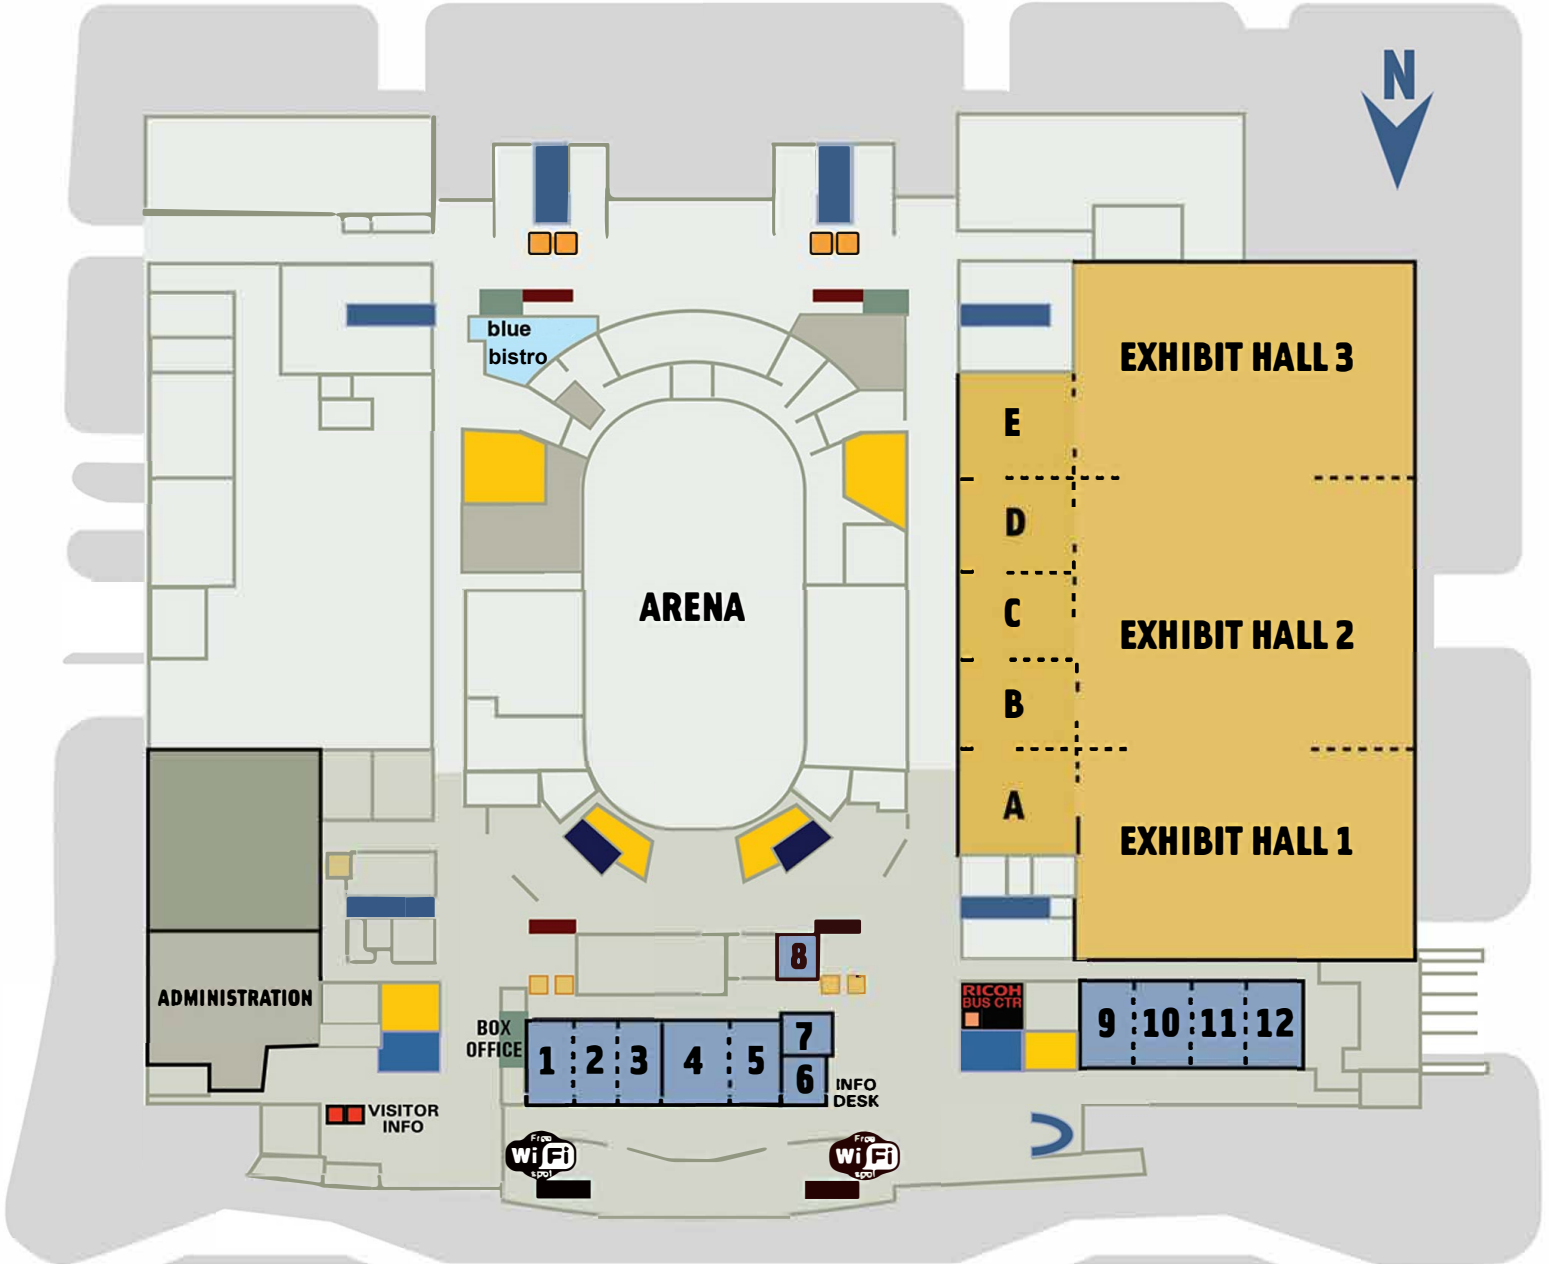 N
blue
bistro
EXHIBIT HALL 3
E
D
ARENA
C
EXHIBIT HALL 2
B
A
EXHIBIT HALL 1
8
ADMINISTRATION
RICOH
BUS CTR
BOX
OFFICE
1
2
3
4
5
7
6
9
10
11
12
INFO
DESK
VISITOR
INFO
Free
Wi Fi
spot
Free
Wi Fi
spot